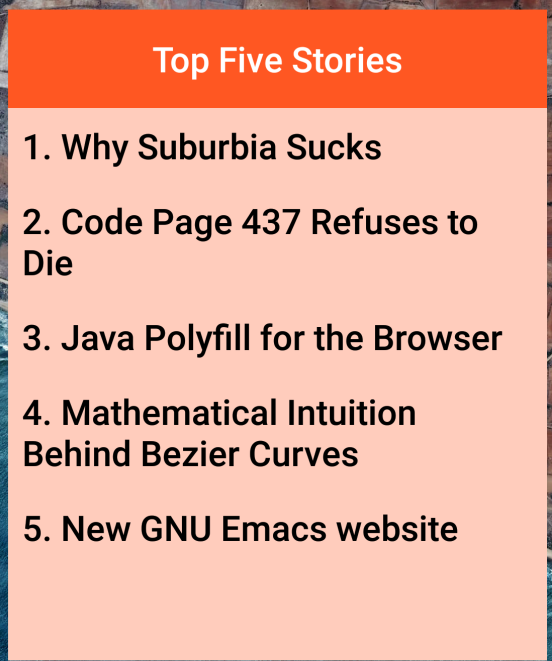 Top Five Stories
1. Why Suburbia Sucks
2. Code Page 437 Refuses to
Die
3. Java Polyfill for the Browser
4. Mathematical Intuition
Behind Bezier Curves
5. New GNU Emacs website